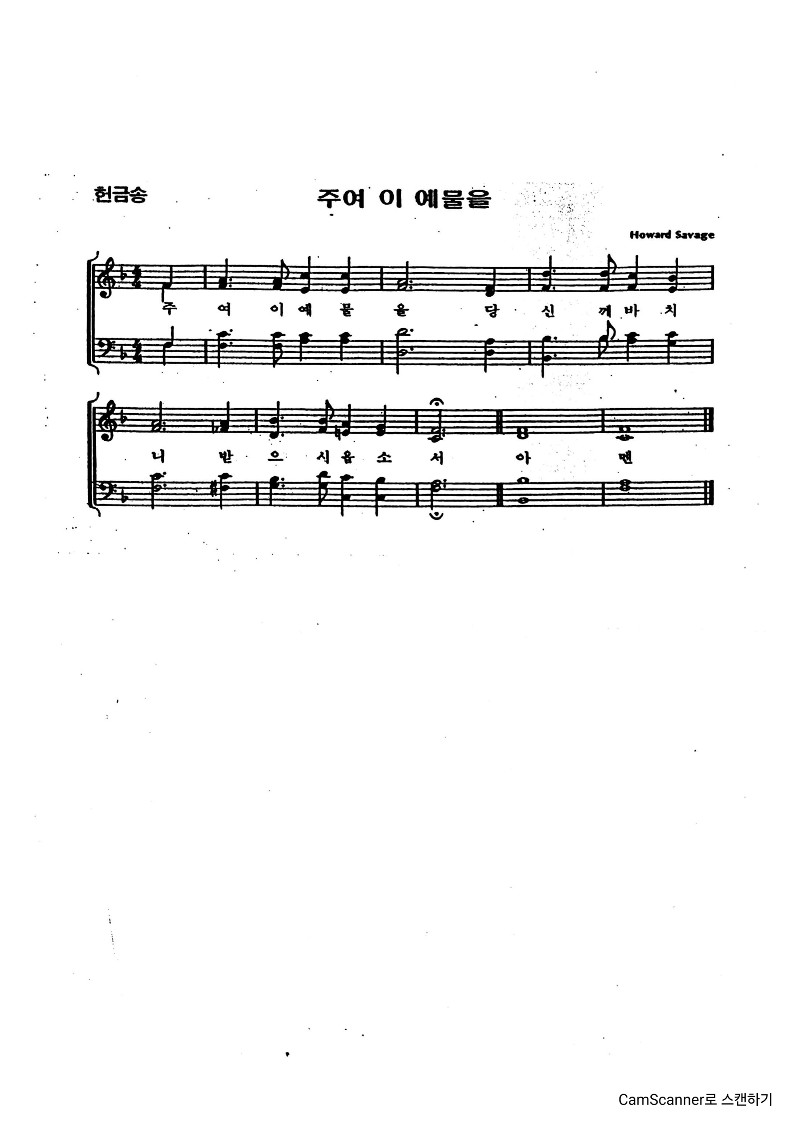 헌금송
주여 이 예물을
Howard Savage
주 여 이 예 물 을 당 신 께 바 치
니 받 으 시 옵 소 서 아 멘
CamScanner로 스캔하기